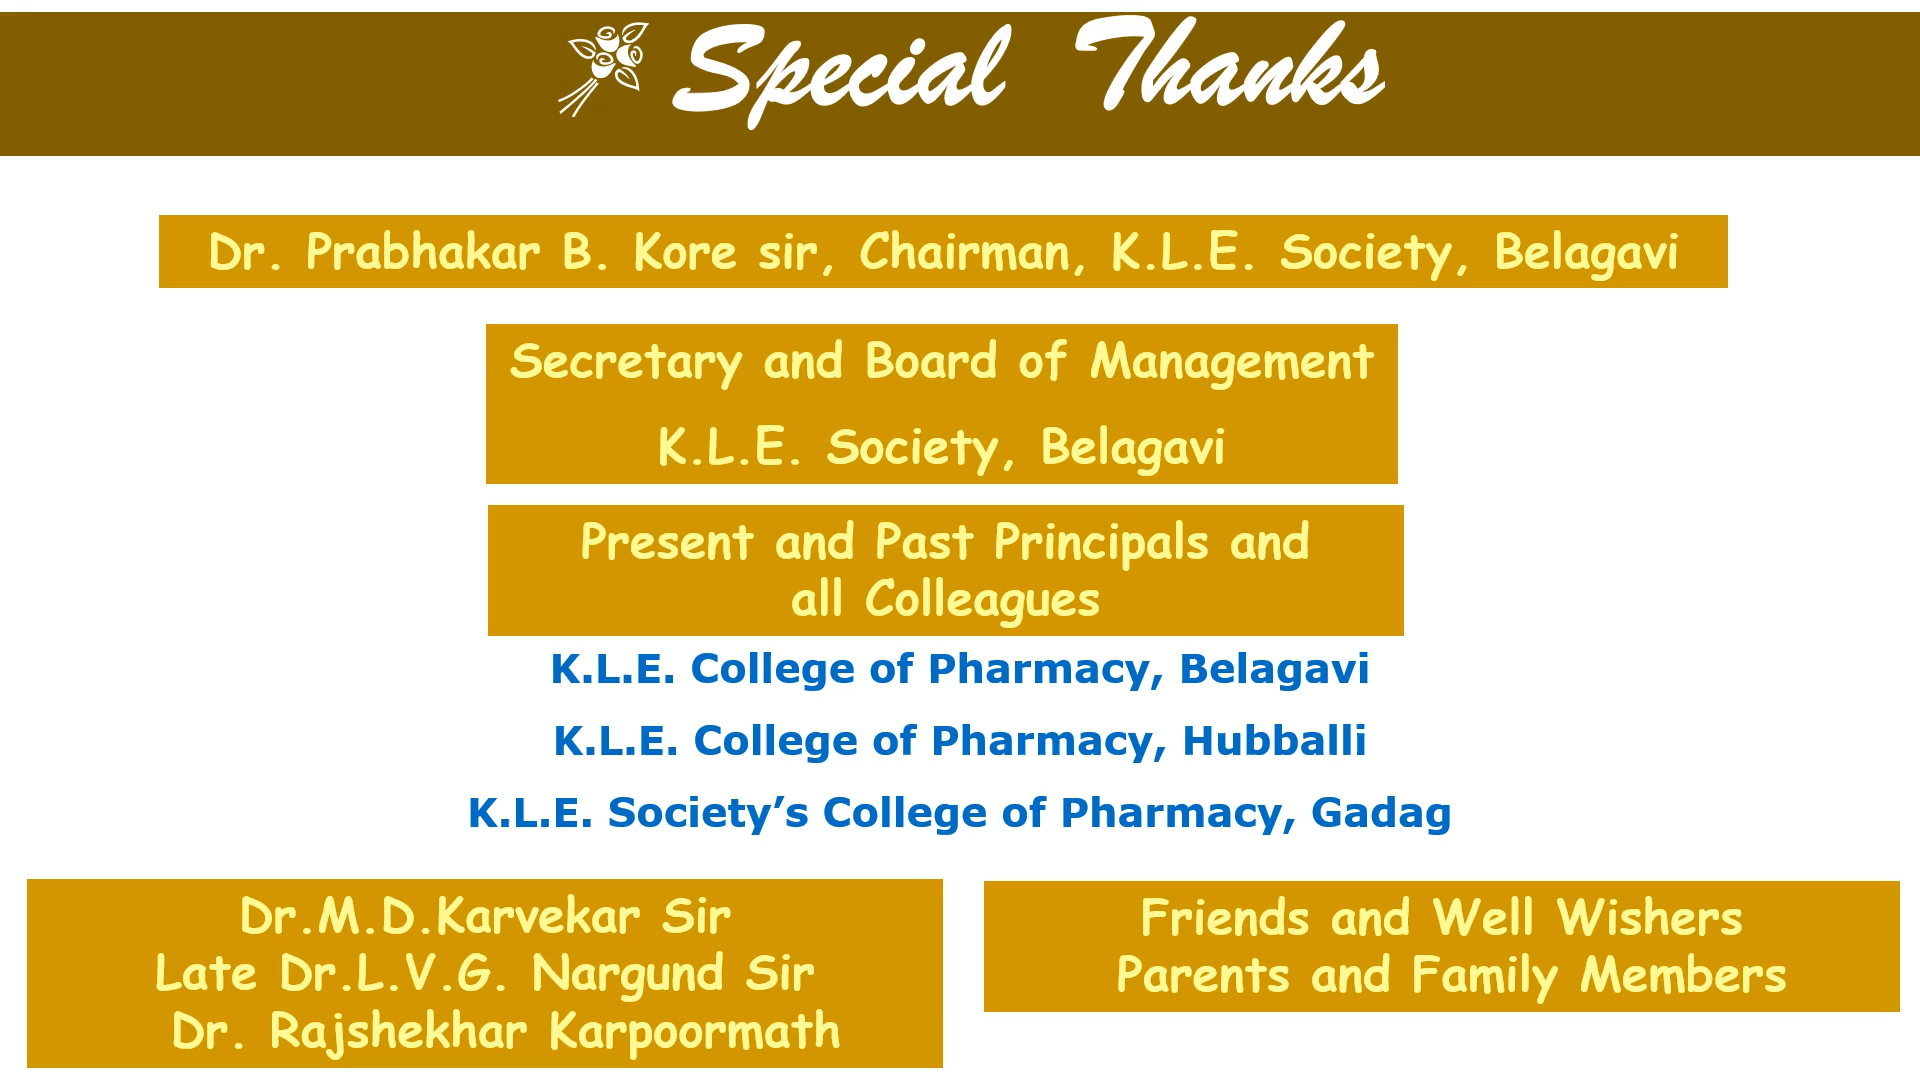 Special Thanks
Dr. Prabhakar B. Kore sir, Chairman, K.L.E. Society, Belagavi
Secretary and Board of Management
K.L.E. Society, Belagavi
Present and Past Principals and
all Colleagues
K.L.E. College of Pharmacy, Belagavi
K.L.E. College of Pharmacy, Hubballi
K.L.E. Society’s College of Pharmacy, Gadag
Dr.M.D.Karvekar Sir
Late Dr.L.V.G. Nargund Sir
Dr. Rajshekhar Karpoormath
Friends and Well Wishers
Parents and Family Members